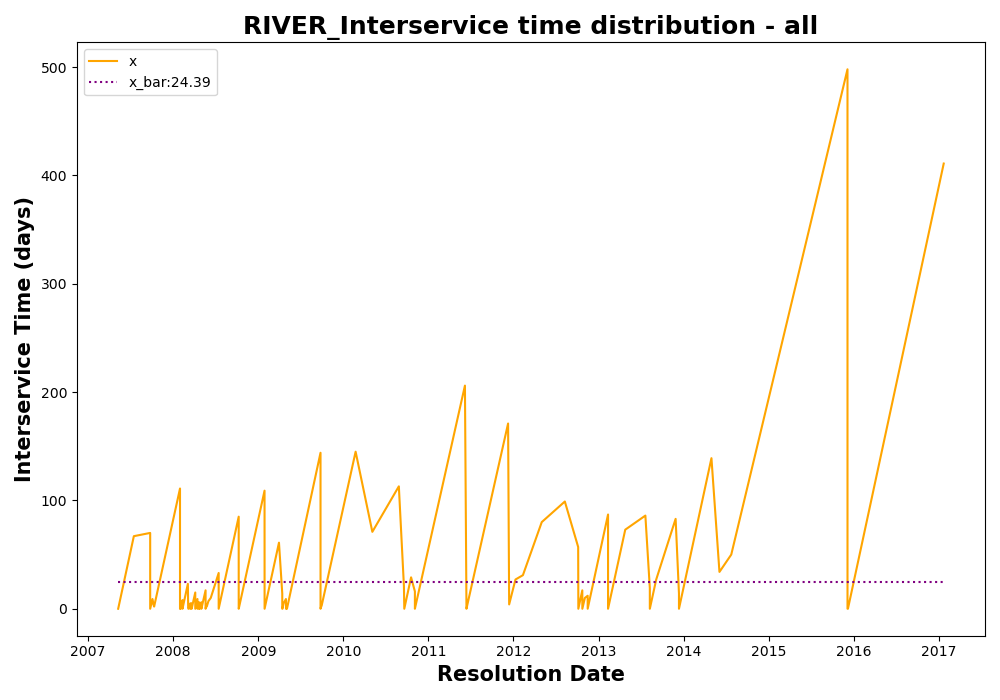 RIVER_Interservice time distribution - all
x
x_bar:24.39
Interservice Time (days)
500
400
300
200
100
0
2007 2008 2009 2010 2011 2012 2013 2014 2015 2016 2017
Resolution Date